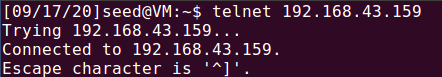 [09/17/20]seed@VM:~$ telnet 192.168.43.159
Trying 192.168.43.159...
Connected to 192.168.43.159.
Escape character is '^]'.